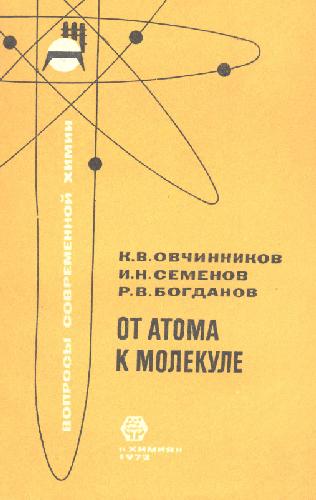 ВОПРОСЫ СОВРЕМЕННОЙ ХИМИИ
К.В.ОВЧИННИКОВ
И.Н.СЕМЕНОВ
Р.В.БОГДАНОВ
ОТ АТОМА
К МОЛЕКУЛЕ
«ХИМИЯ»
1973